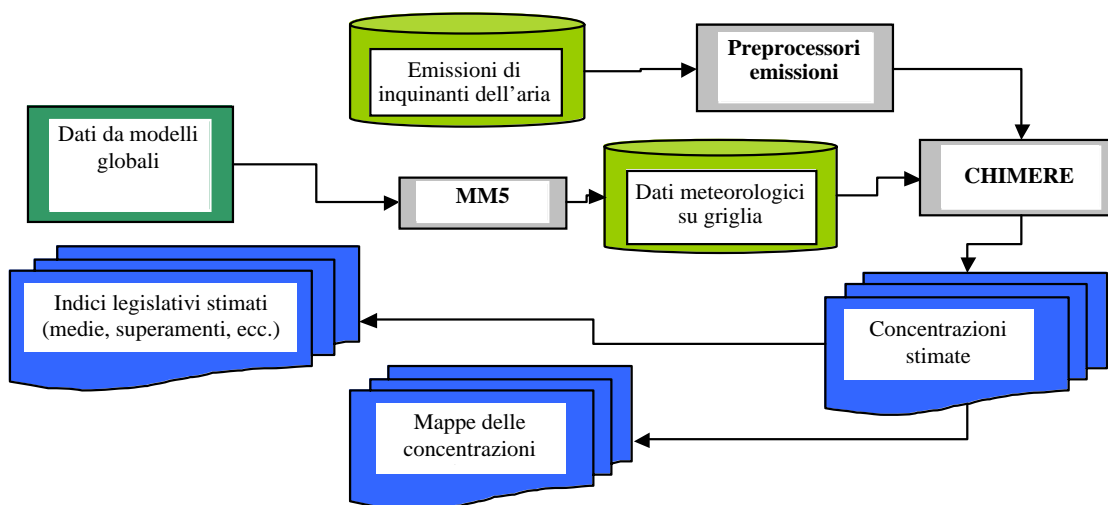 Emissioni di
inquinanti dell'aria
Preprocessori
emissioni
Dati da modelli
globali
MM5
Dati meteorologici
su griglia
CHIMERE
Indici legislativi stimati
(medie, superamenti, ecc.)
Concentrazioni
stimate
Mappe delle
concentrazioni